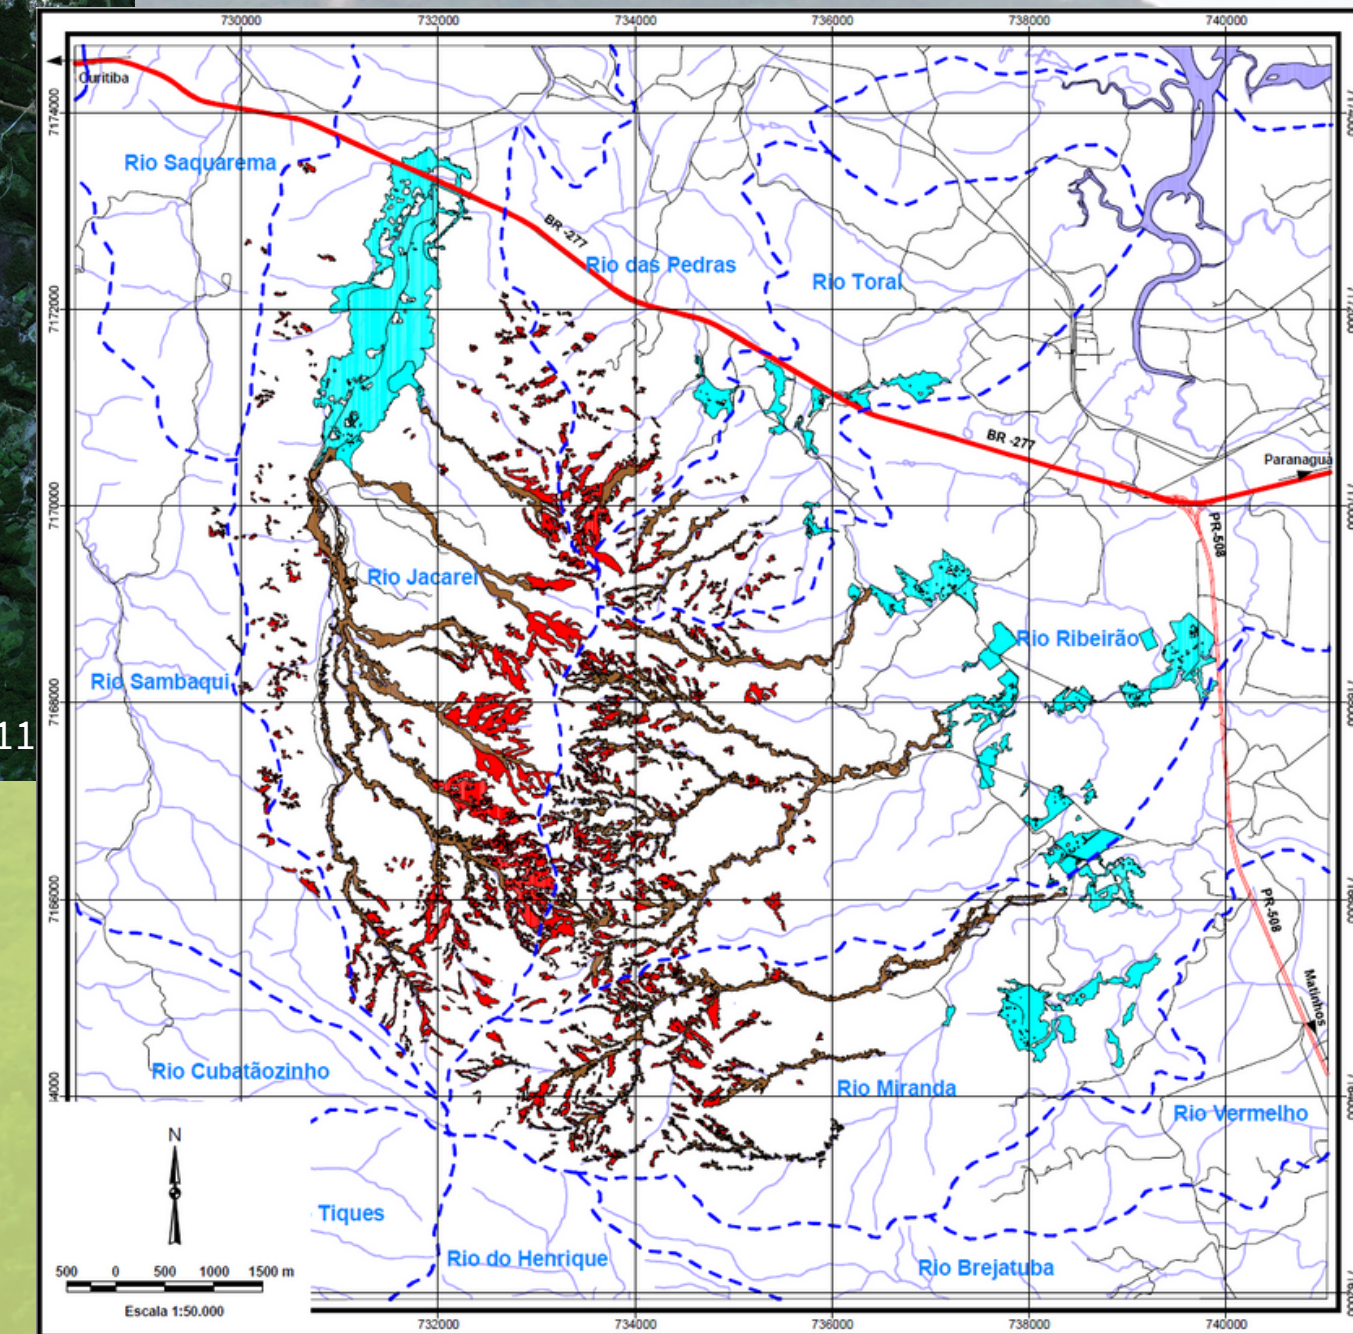 730000 732000 734000 736000 738000 740000
Curitiba
7174000
Rio Saquarema
BR -277
Rio das Pedras
Rio Toral
7172000
BR -277
Paranaguá
7170000
PR-508
Rio Jacareí
Rio Ribeirão
Rio Sambaqui
7168000
11
7166000
PR-508
Matinhos
Rio Cubatãozinho
Rio Miranda
Rio Vermelho
N
Tiques
Rio do Henrique
Rio Brejatuba
500 0 500 1000 1500 m
Escala 1:50.000
732000 734000 736000 738000 740000